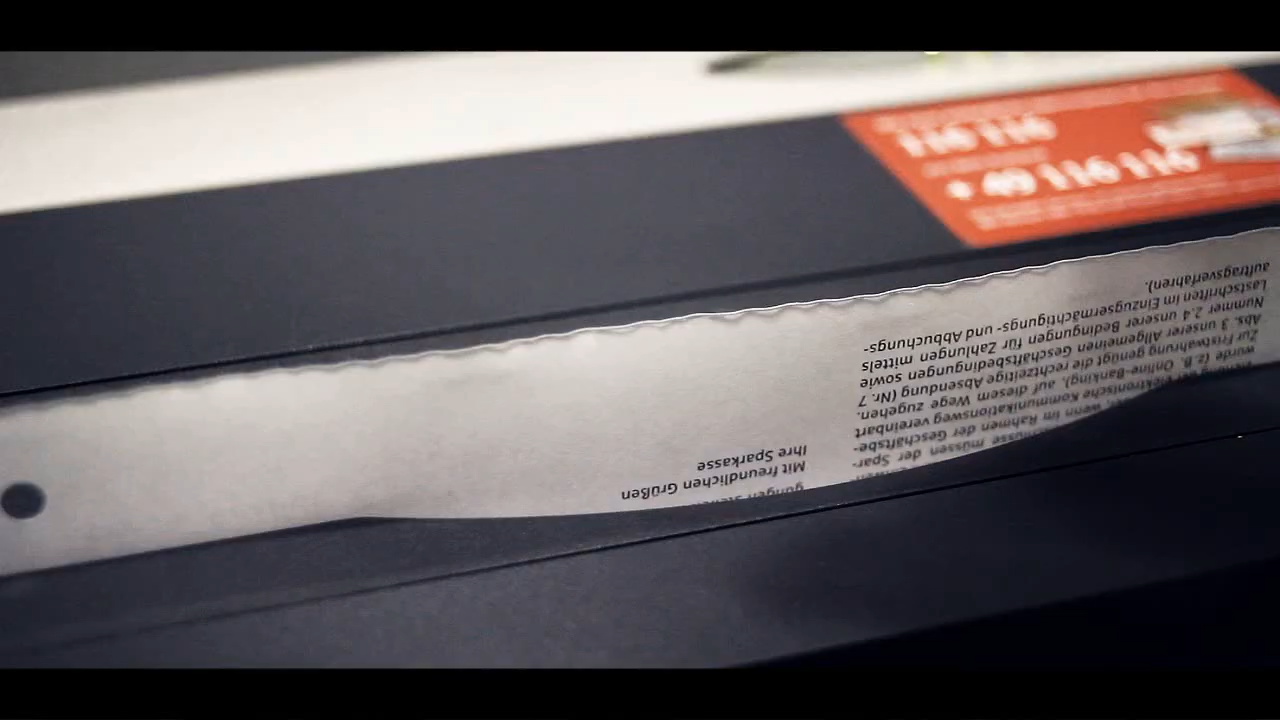 116 116
+ 49 116 116
müssen der Spar-
wenn im Rahmen der Geschäftsbe-
elektronische Kommunikationsweg vereinbart
wurde (z. B. Online-Banking), auf diesem Wege zugehen.
Zur Fristwahrung genügt die rechtzeitige Absendung (Nr. 7
Abs. 3 unserer Allgemeinen Geschäftsbedingungen sowie
Nummer 2.4 unserer Bedingungen für Zahlungen mittels
Lastschriften im Einzugsermächtigungs- und Abbuchungs-
auftragsverfahren).
Mit freundlichen Grüßen
Ihre Sparkasse